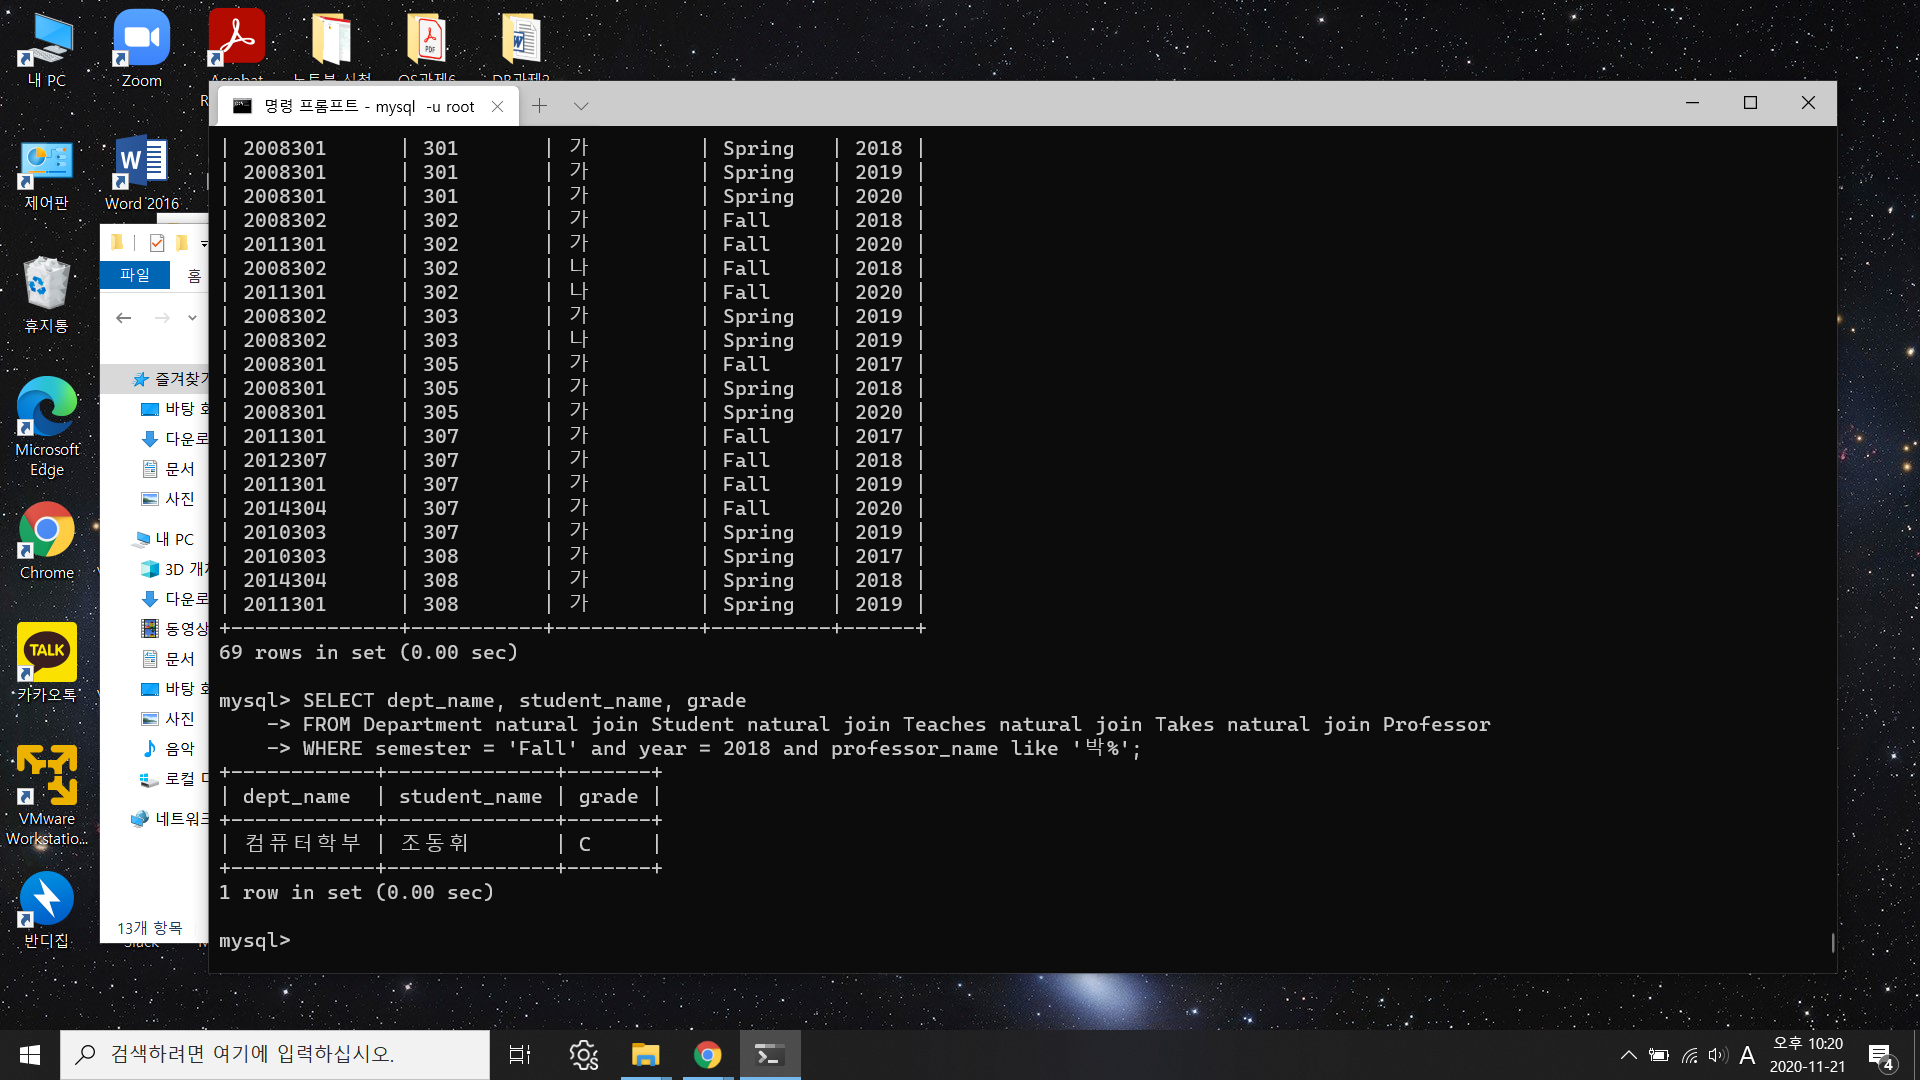 내 PC
Zoom
Acrobat
노트북 신청
OS과제6
DB과제2
제어판
Word 2016
휴지통
Microsoft Edge
Chrome
TALK
카카오톡
VMware Workstatio...
반디집
파일
홈
즐겨찾기
바탕 화
다운로
문서
사진
내 PC
3D 개체
다운로
동영상
문서
바탕 화
사진
음악
로컬 디
네트워크
13개 항목
Slack
명령 프롬프트 - mysql  -u root
| 2008301      | 301       | 가         | Spring   | 2018 |
| 2008301      | 301       | 가         | Spring   | 2019 |
| 2008301      | 301       | 가         | Spring   | 2020 |
| 2008302      | 302       | 가         | Fall     | 2018 |
| 2011301      | 302       | 가         | Fall     | 2020 |
| 2008302      | 302       | 나         | Fall     | 2018 |
| 2011301      | 302       | 나         | Fall     | 2020 |
| 2008302      | 303       | 가         | Spring   | 2019 |
| 2008302      | 303       | 나         | Spring   | 2019 |
| 2008301      | 305       | 가         | Fall     | 2017 |
| 2008301      | 305       | 가         | Spring   | 2018 |
| 2008301      | 305       | 가         | Spring   | 2020 |
| 2011301      | 307       | 가         | Fall     | 2017 |
| 2012307      | 307       | 가         | Fall     | 2018 |
| 2011301      | 307       | 가         | Fall     | 2019 |
| 2014304      | 307       | 가         | Fall     | 2020 |
| 2010303      | 307       | 가         | Spring   | 2019 |
| 2010303      | 308       | 가         | Spring   | 2017 |
| 2014304      | 308       | 가         | Spring   | 2018 |
| 2011301      | 308       | 가         | Spring   | 2019 |
+--------------+-----------+------------+----------+------+
69 rows in set (0.00 sec)
mysql> SELECT dept_name, student_name, grade
    -> FROM Department natural join Student natural join Teaches natural join Takes natural join Professor
    -> WHERE semester = 'Fall' and year = 2018 and professor_name like '박%';
+------------+--------------+-------+
| dept_name  | student_name | grade |
+------------+--------------+-------+
| 컴퓨터학부 | 조동휘       | C     |
+------------+--------------+-------+
1 row in set (0.00 sec)
mysql>
검색하려면 여기에 입력하십시오.
A
오후 10:20
2020-11-21
4